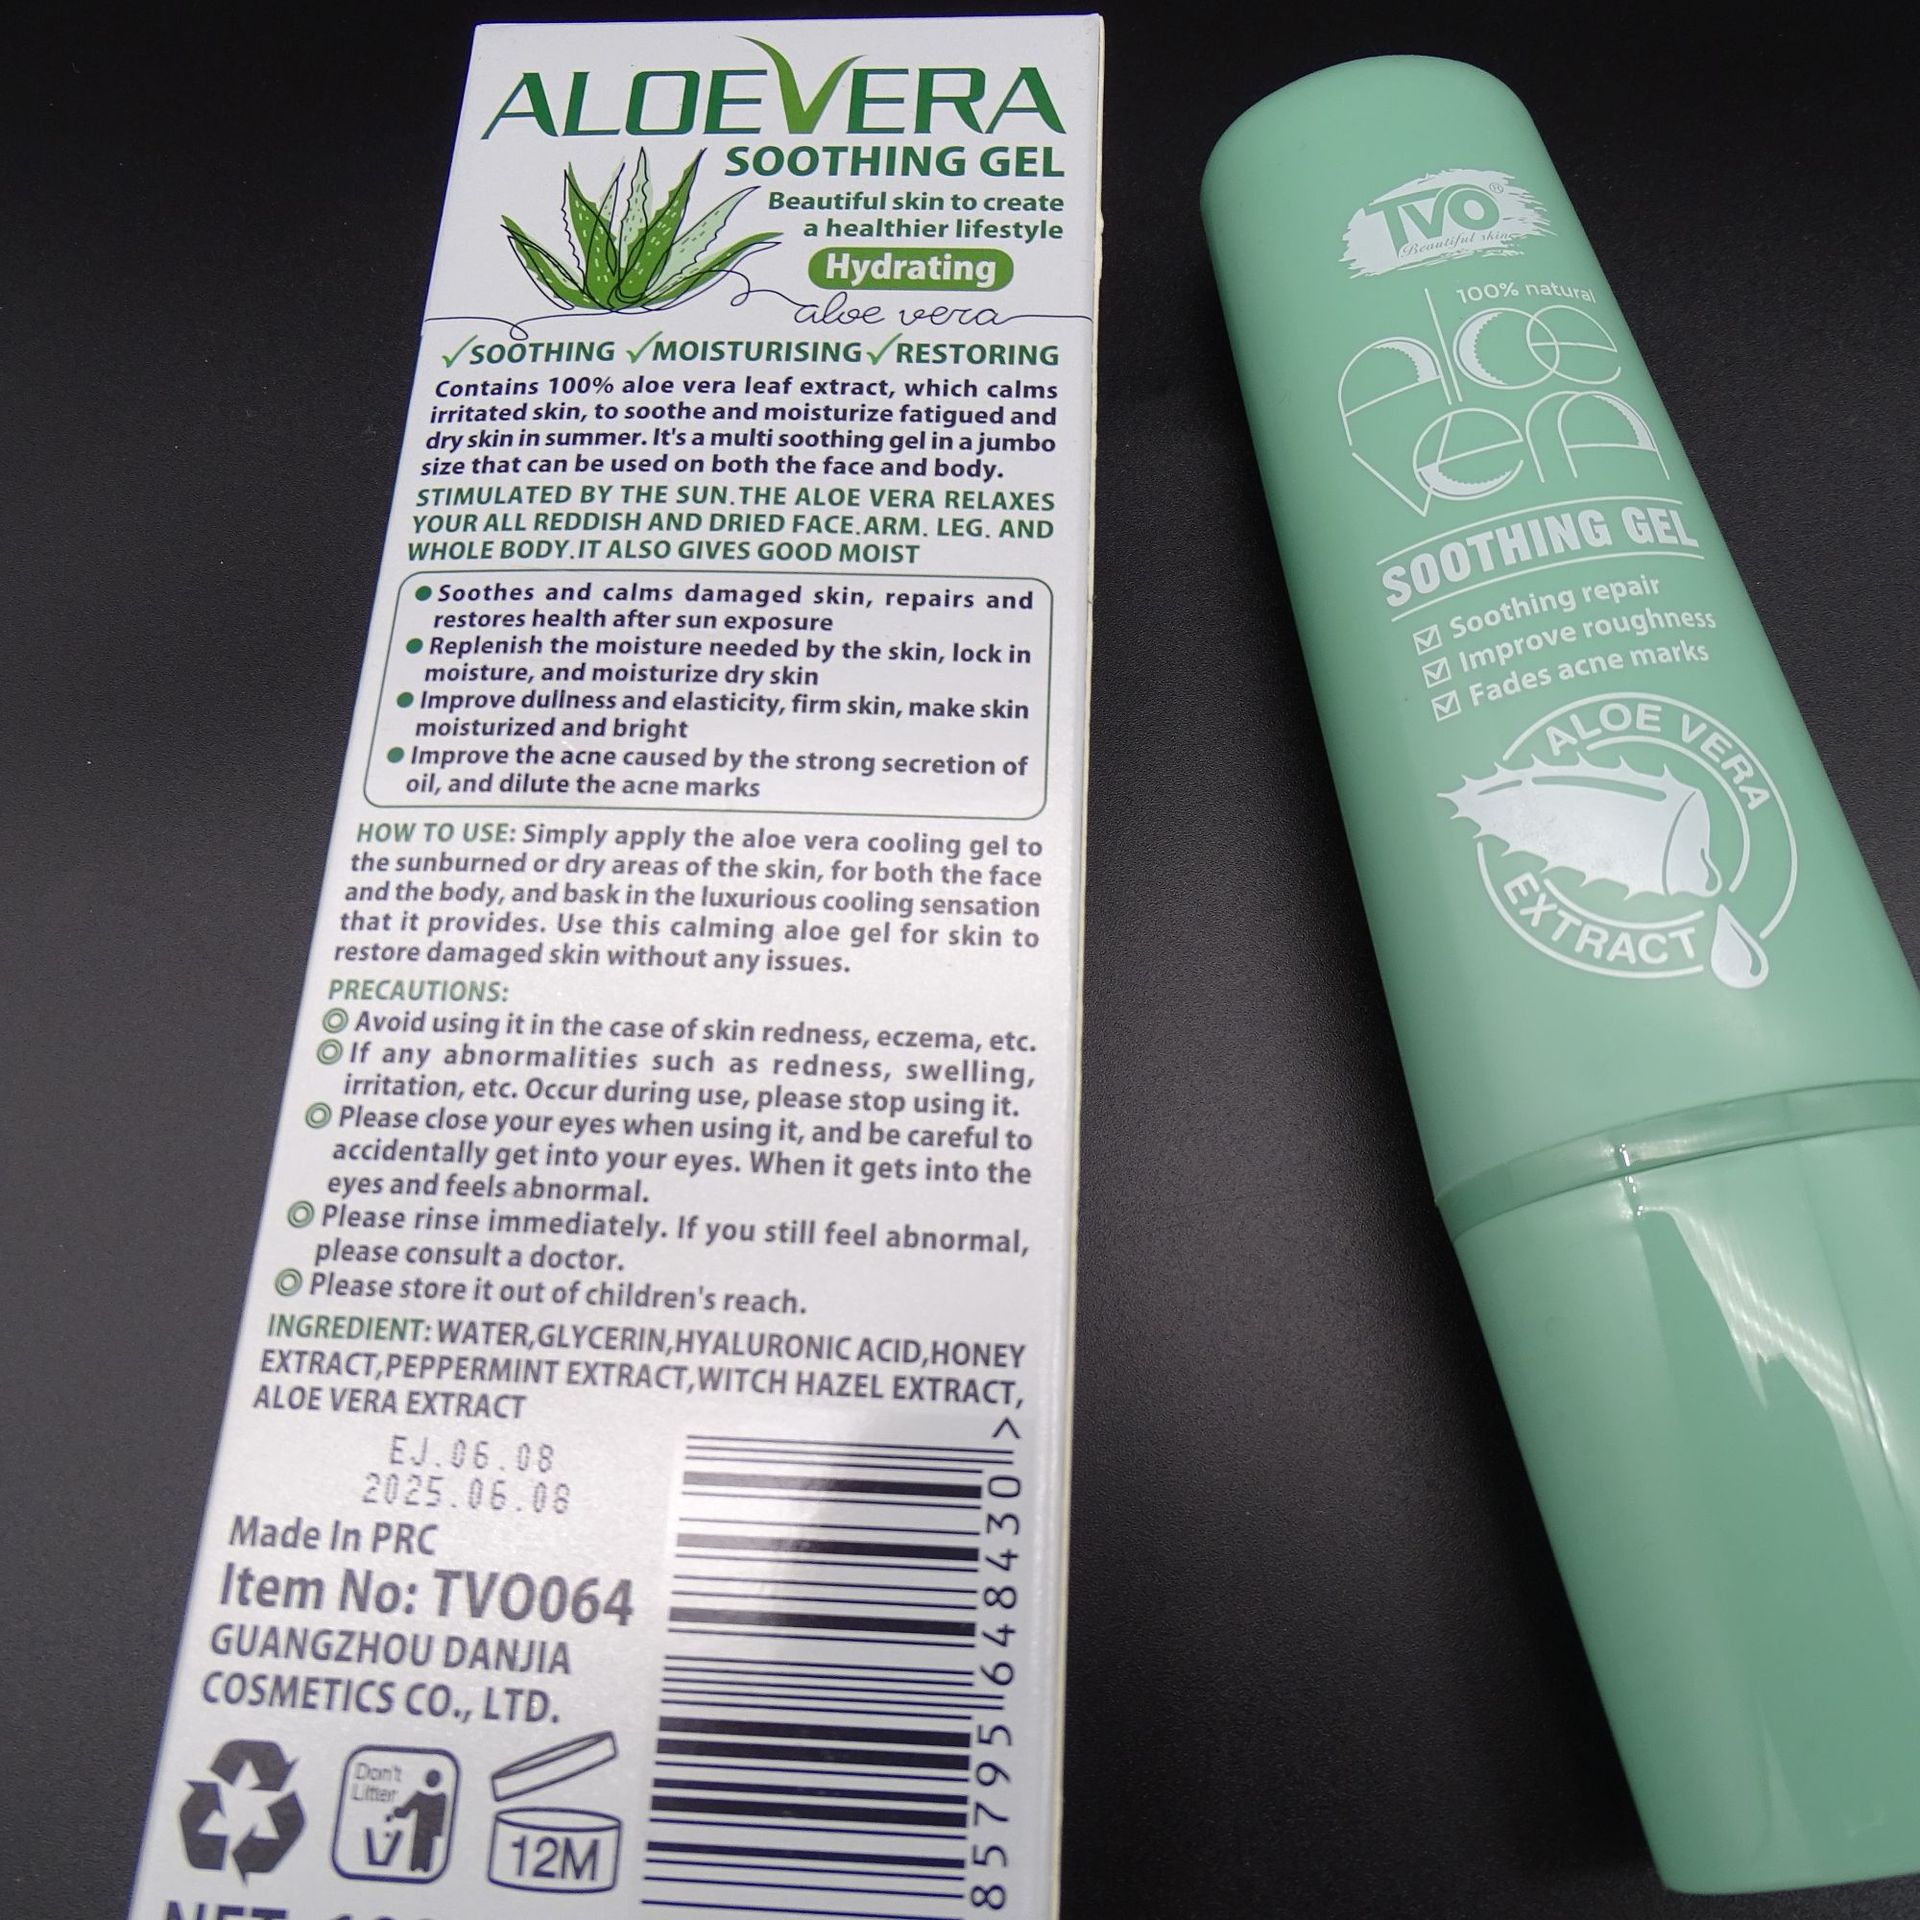 ALOEVERA
SOOTHING GEL
Beautiful skin to create
a healthier lifestyle
Hydrating
aloe vera
SOOTHING MOISTURISING RESTORING
Contains 100% aloe vera leaf extract, which calms
irritated skin, to soothe and moisturize fatigued and
dry skin in summer. It's a multi soothing gel in a jumbo
size that can be used on both the face and body.
STIMULATED BY THE SUN.THE ALOE VERA RELAXES
YOUR ALL REDDISH AND DRIED FACE.ARM. LEG. AND
WHOLE BODY.IT ALSO GIVES GOOD MOIST
● Soothes and calms damaged skin, repairs and
restores health after sun exposure
● Replenish the moisture needed by the skin, lock in
moisture, and moisturize dry skin
● Improve dullness and elasticity, firm skin, make skin
moisturized and bright
● Improve the acne caused by the strong secretion of
oil, and dilute the acne marks
HOW TO USE: Simply apply the aloe vera cooling gel to
the sunburned or dry areas of the skin, for both the face
and the body, and bask in the luxurious cooling sensation
that it provides. Use this calming aloe gel for skin to
restore damaged skin without any issues.
PRECAUTIONS:
◎ Avoid using it in the case of skin redness, eczema, etc.
◎ If any abnormalities such as redness, swelling,
irritation, etc. Occur during use, please stop using it.
◎ Please close your eyes when using it, and be careful to
accidentally get into your eyes. When it gets into the
eyes and feels abnormal.
◎ Please rinse immediately. If you still feel abnormal,
please consult a doctor.
◎ Please store it out of children's reach.
INGREDIENT: WATER,GLYCERIN,HYALURONIC ACID,HONEY
EXTRACT,PEPPERMINT EXTRACT,WITCH HAZEL EXTRACT,
ALOE VERA EXTRACT
EJ.06.08
2025.06.08
Made In PRC
Item No: TVO064
GUANGZHOU DANJIA
COSMETICS CO., LTD.
Don't
Litter
12M
8 5795 648430 >
TVO®
Beautiful skin
100% natural
Aloe
vera
SOOTHING GEL
Soothing repair
Improve roughness
Fades acne marks
ALOE VERA
EXTRACT